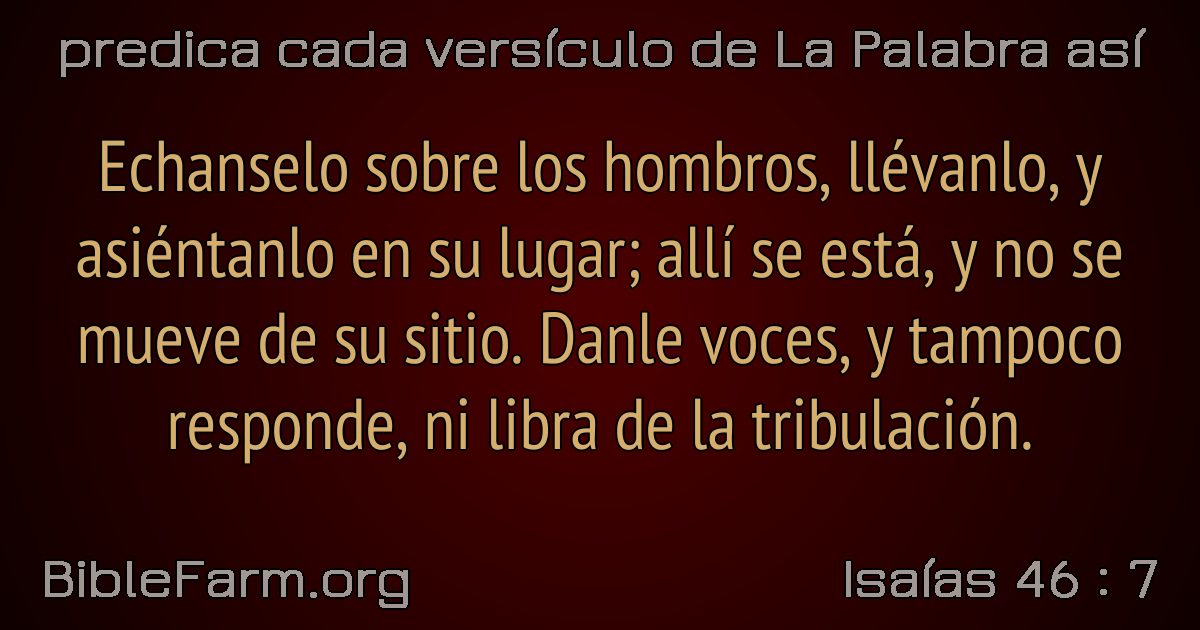 predica cada versículo de La Palabra así
Echanselo sobre los hombros, llévanlo, y
asiéntanlo en su lugar; allí se está, y no se
mueve de su sitio. Danle voces, y tampoco
responde, ni libra de la tribulación.
BibleFarm.org
Isaías 46 : 7